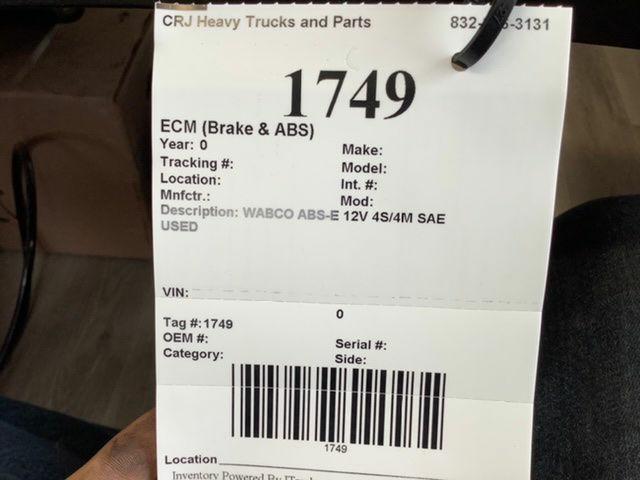 CRJ Heavy Trucks and Parts 832- -3131
1749
ECM (Brake & ABS)
Year: 0 Make:
Tracking #: Model:
Location: Int. #:
Mnfctr.: Mod:
Description: WABCO ABS-E 12V 4S/4M SAE
USED
VIN:
0
Tag #:1749
OEM #: Serial #:
Category: Side:
1749
Location
Inventory Powered By